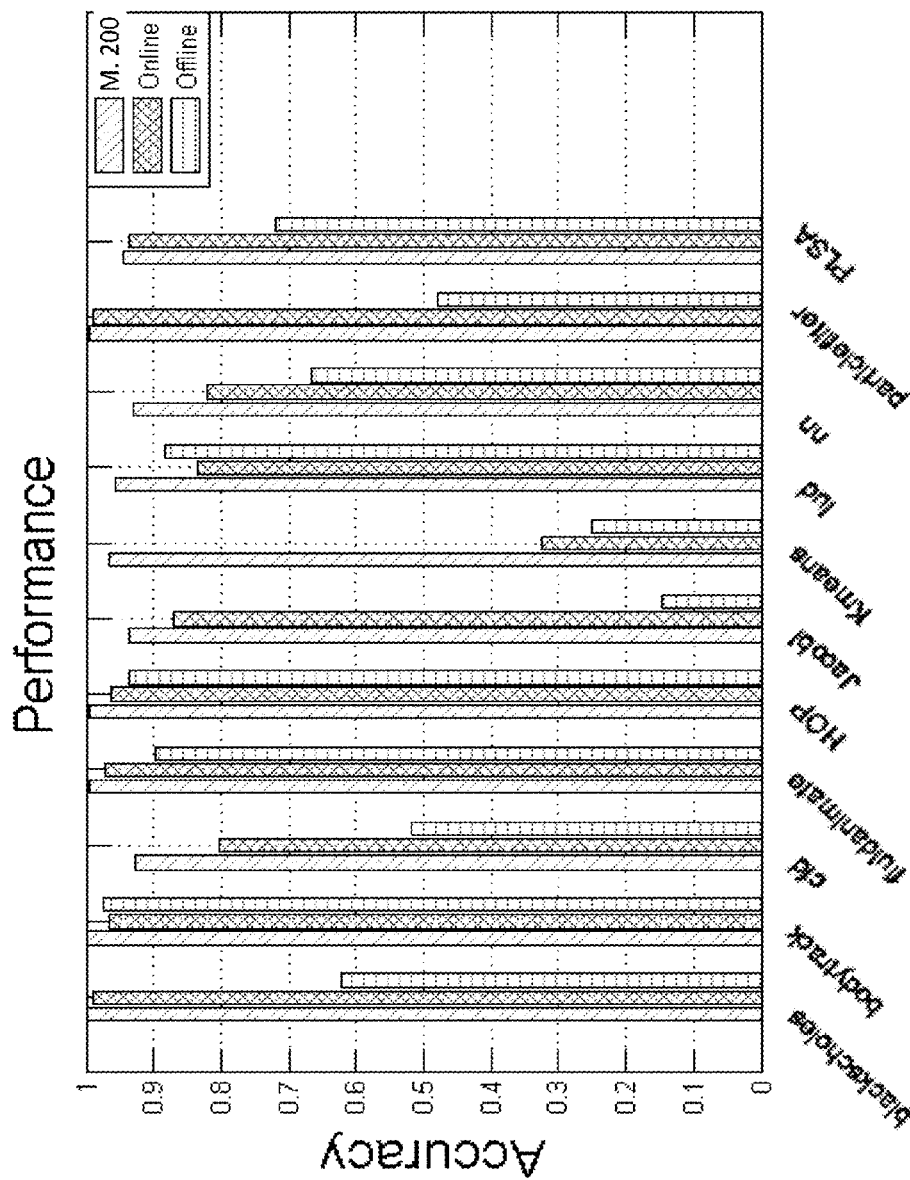 Performance
M. 200
Online
Offline
Accuracy
1
0.9
0.8
0.7
0.6
0.5
0.4
0.3
0.2
0.1
0
blackscholes
bodytrack
cfd
fluidanimate
HOP
Jacobi
Kmeans
lud
nn
particlefilter
PLSA